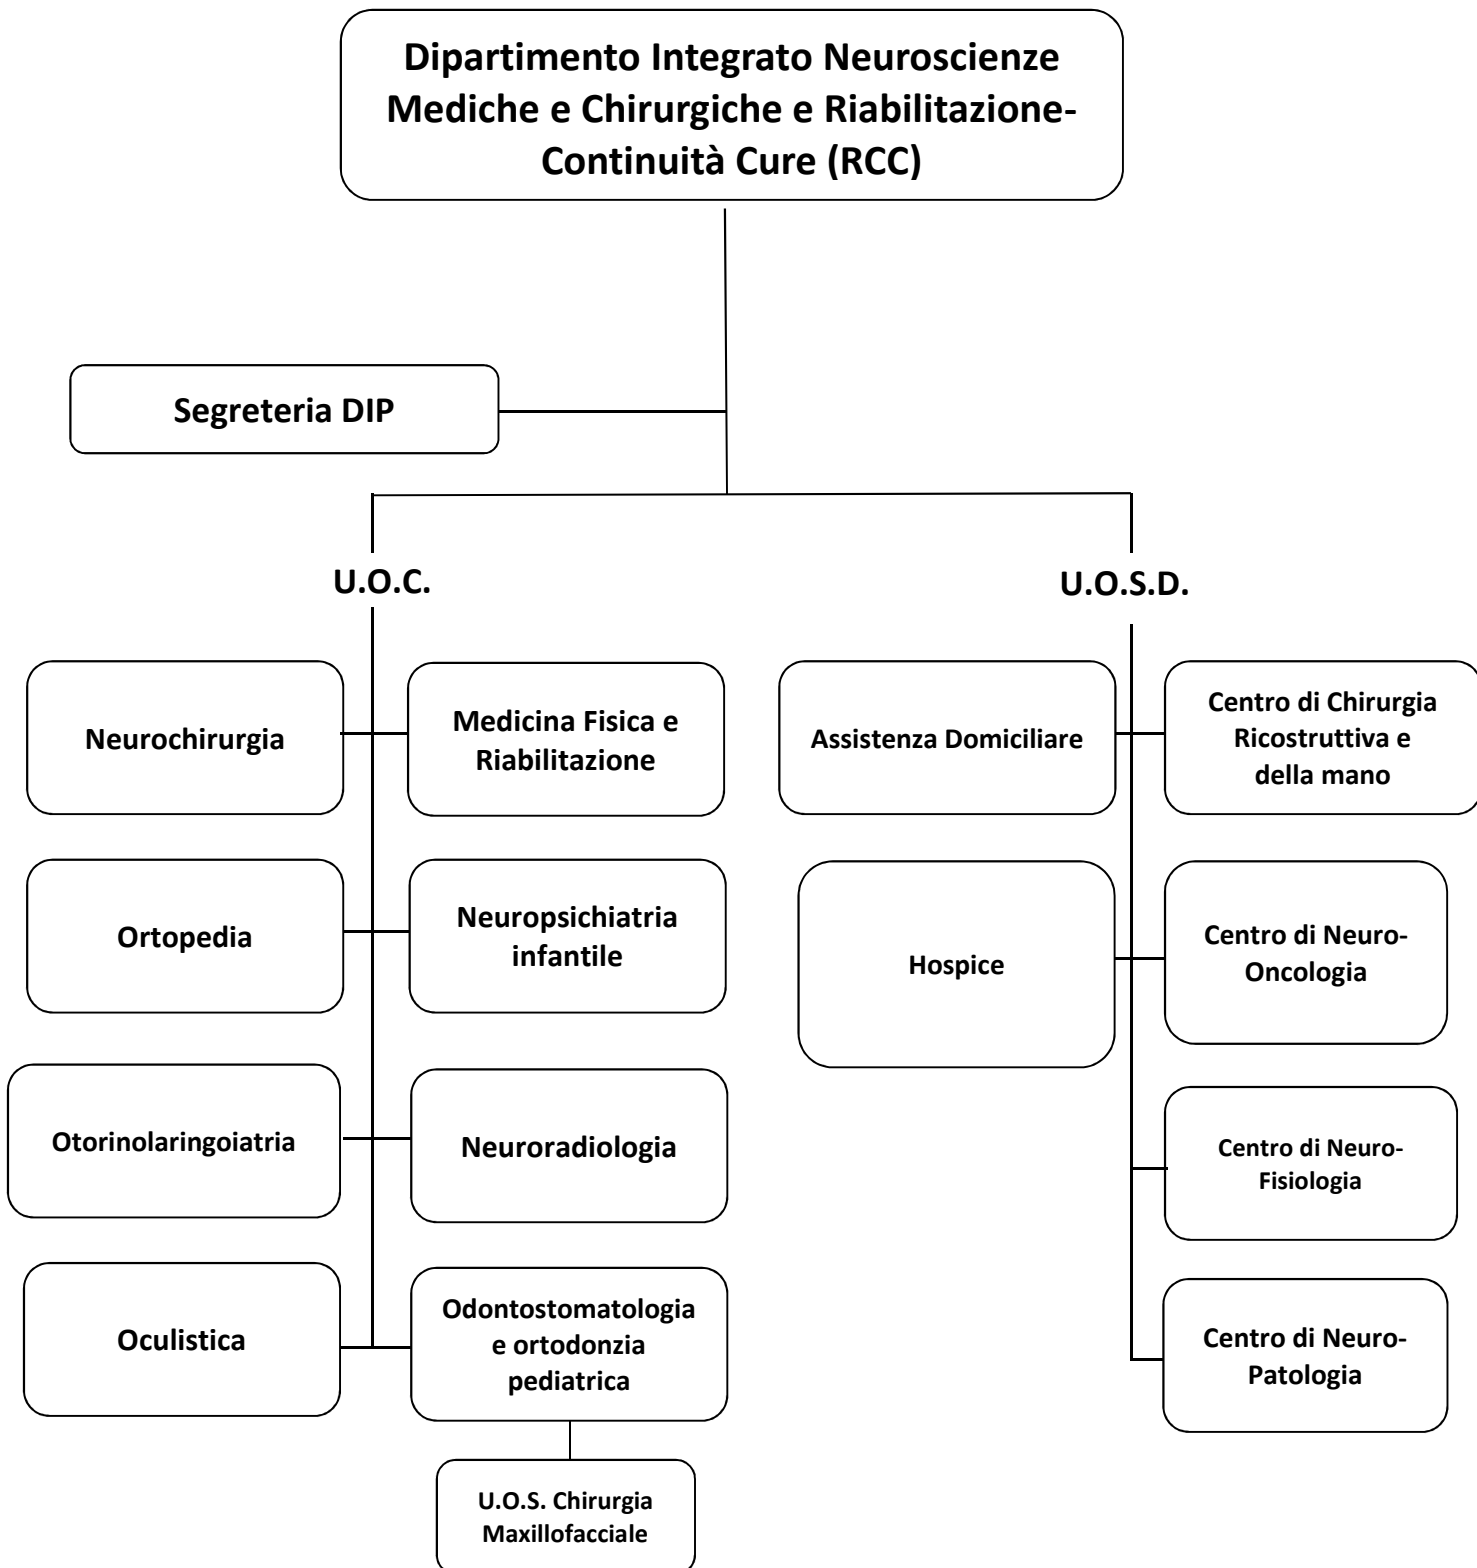 Dipartimento Integrato Neuroscienze
Mediche e Chirurgiche e Riabilitazione-
Continuità Cure (RCC)
Segreteria DIP
U.O.C.
U.O.S.D.
Neurochirurgia
Medicina Fisica e
Riabilitazione
Assistenza Domiciliare
Centro di Chirurgia
Ricostruttiva e
della mano
Ortopedia
Neuropsichiatria
infantile
Hospice
Centro di Neuro-
Oncologia
Otorinolaringoiatria
Neuroradiologia
Centro di Neuro-
Fisiologia
Oculistica
Odontostomatologia
e ortodonzia
pediatrica
Centro di Neuro-
Patologia
U.O.S. Chirurgia
Maxillofacciale